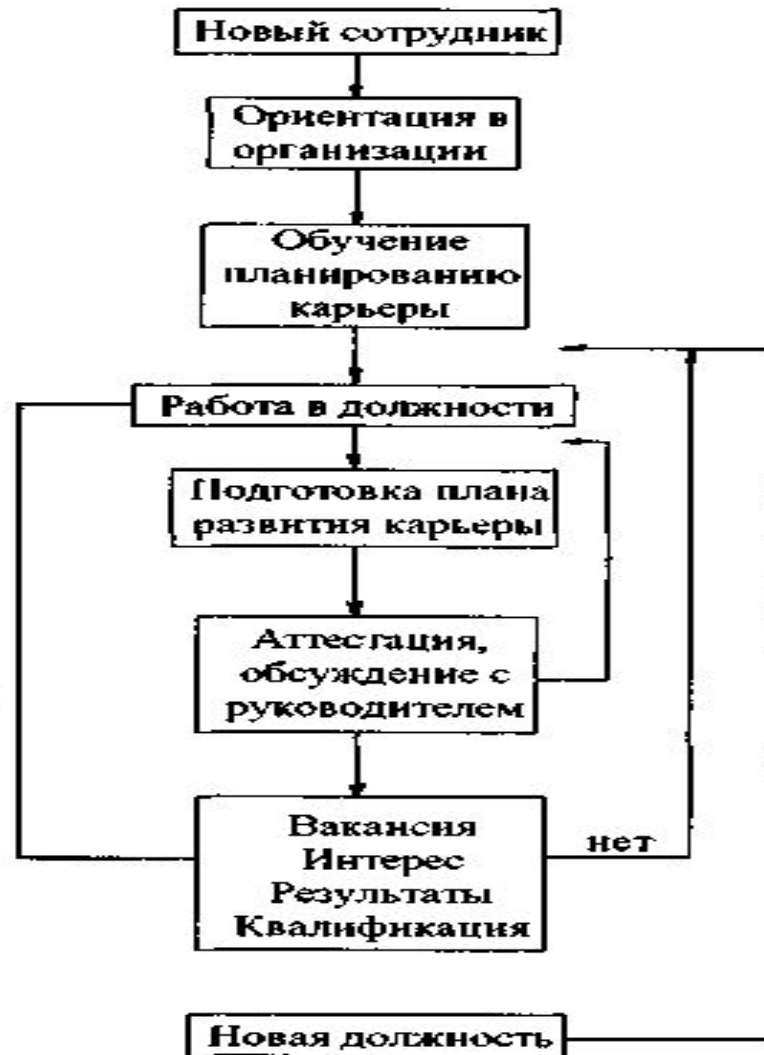 Новый сотрудник
Ориентация в
организации
Обучение
планированию
карьеры
Работа в должности
Подготовка плана
развития карьеры
Аттестация,
обсуждение с
руководителем
Вакансия
Интерес
Результаты
Квалификация
нет
Новая должность